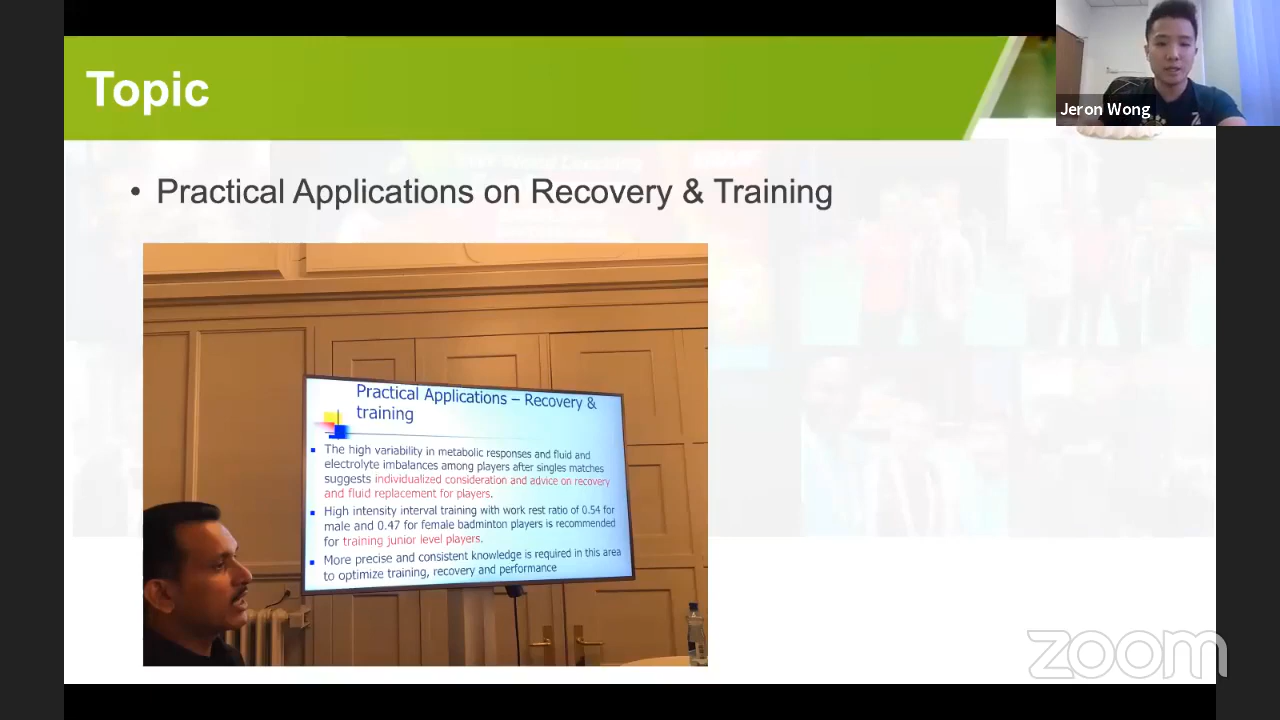 Topic
Jeron Wong
• Practical Applications on Recovery & Training
Practical Applications – Recovery &
training
The high variability in metabolic responses and fluid and
electrolyte imbalances among players after singles matches
suggests individualized consideration and advice on recovery
and fluid replacement for players.
High intensity interval training with work rest ratio of 0.54 for
male and 0.47 for female badminton players is recommended
for training junior level players.
More precise and consistent knowledge is required in this area
to optimize training, recovery and performance
zoom